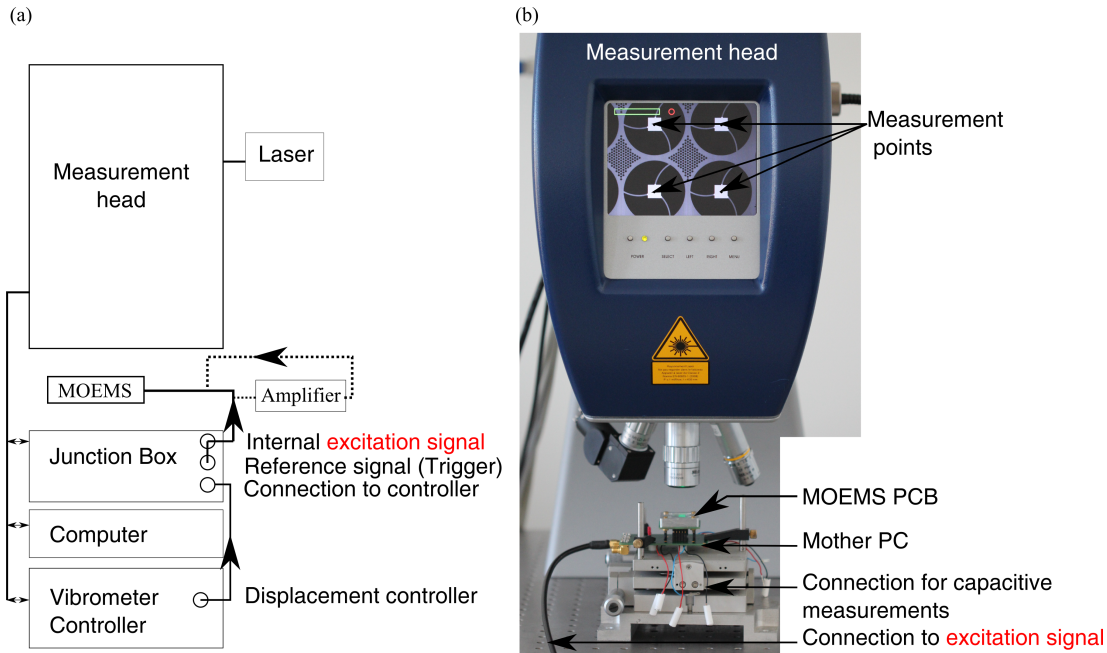 (a)
Measurement
head
Laser
MOEMS
Amplifier
Junction Box
Internal excitation signal
Reference signal (Trigger)
Connection to controller
Computer
Vibrometer
Controller
Displacement controller
(b)
Measurement head
Measurement
points
POWER SELECT LEFT RIGHT MENU
MOEMS PCB
Mother PC
Connection for capacitive
measurements
Connection to excitation signal